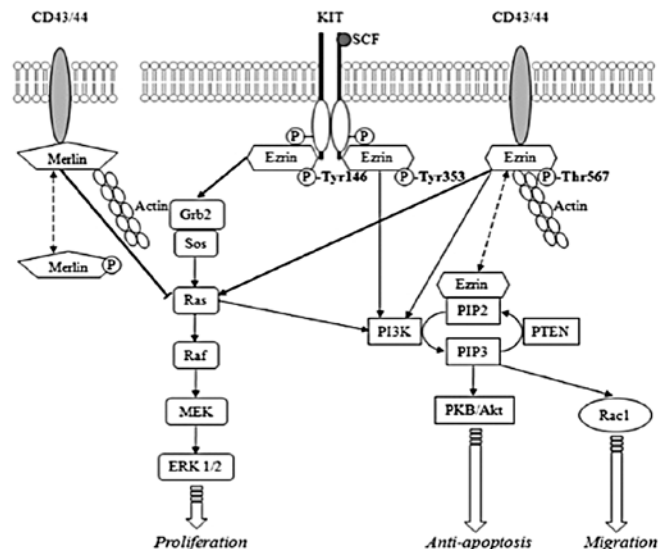 CD43/44 KIT CD43/44
SCF
P P
Merlin Ezrin Ezrin Ezrin
P-Tyr146 P-Tyr353 P-Thr567
Actin Grb2 Actin
Sos
Merlin P
Ezrin
Ras PIP2
PI3K PTEN
Raf PIP3
MEK PKB/Akt Rac1
ERK 1/2
Proliferation Anti-apoptosis Migration